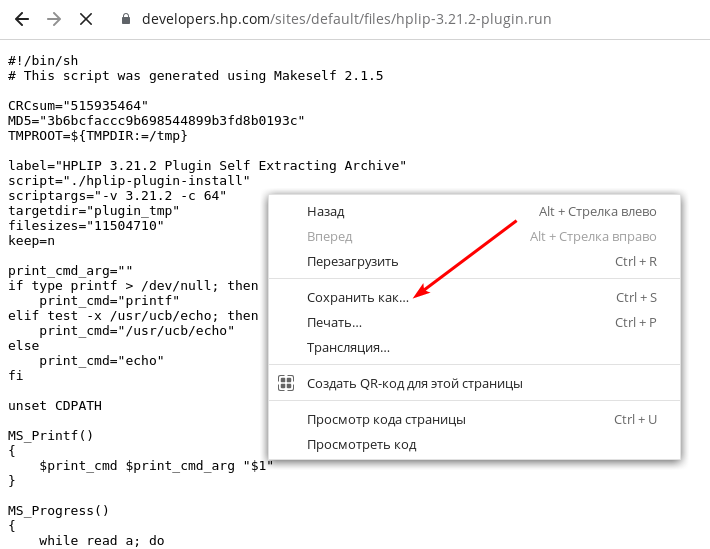 developers.hp.com/sites/default/files/hplip-3.21.2-plugin.run
#!/bin/sh
# This script was generated using Makeself 2.1.5
CRCsum="515935464"
MD5="3b6bcfaccc9b698544899b3fd8b0193c"
TMPROOT=${TMPDIR:=/tmp}
label="HPLIP 3.21.2 Plugin Self Extracting Archive"
script="./hplip-plugin-install"
scriptargs="-v 3.21.2 -c 64"
targetdir="plugin_tmp"
filesizes="11504710"
keep=n
print_cmd_arg=""
if type printf > /dev/null; then
    print_cmd="printf"
elif test -x /usr/ucb/echo; then
    print_cmd="/usr/ucb/echo"
else
    print_cmd="echo"
fi
unset CDPATH
MS_Printf()
{
    $print_cmd $print_cmd_arg "$1"
}
MS_Progress()
{
    while read a; do
Назад Alt + Стрелка влево
Вперед Alt + Стрелка вправо
Перезагрузить Ctrl + R
Сохранить как... Ctrl + S
Печать... Ctrl + P
Трансляция...
Создать QR-код для этой страницы
Просмотр кода страницы Ctrl + U
Просмотреть код